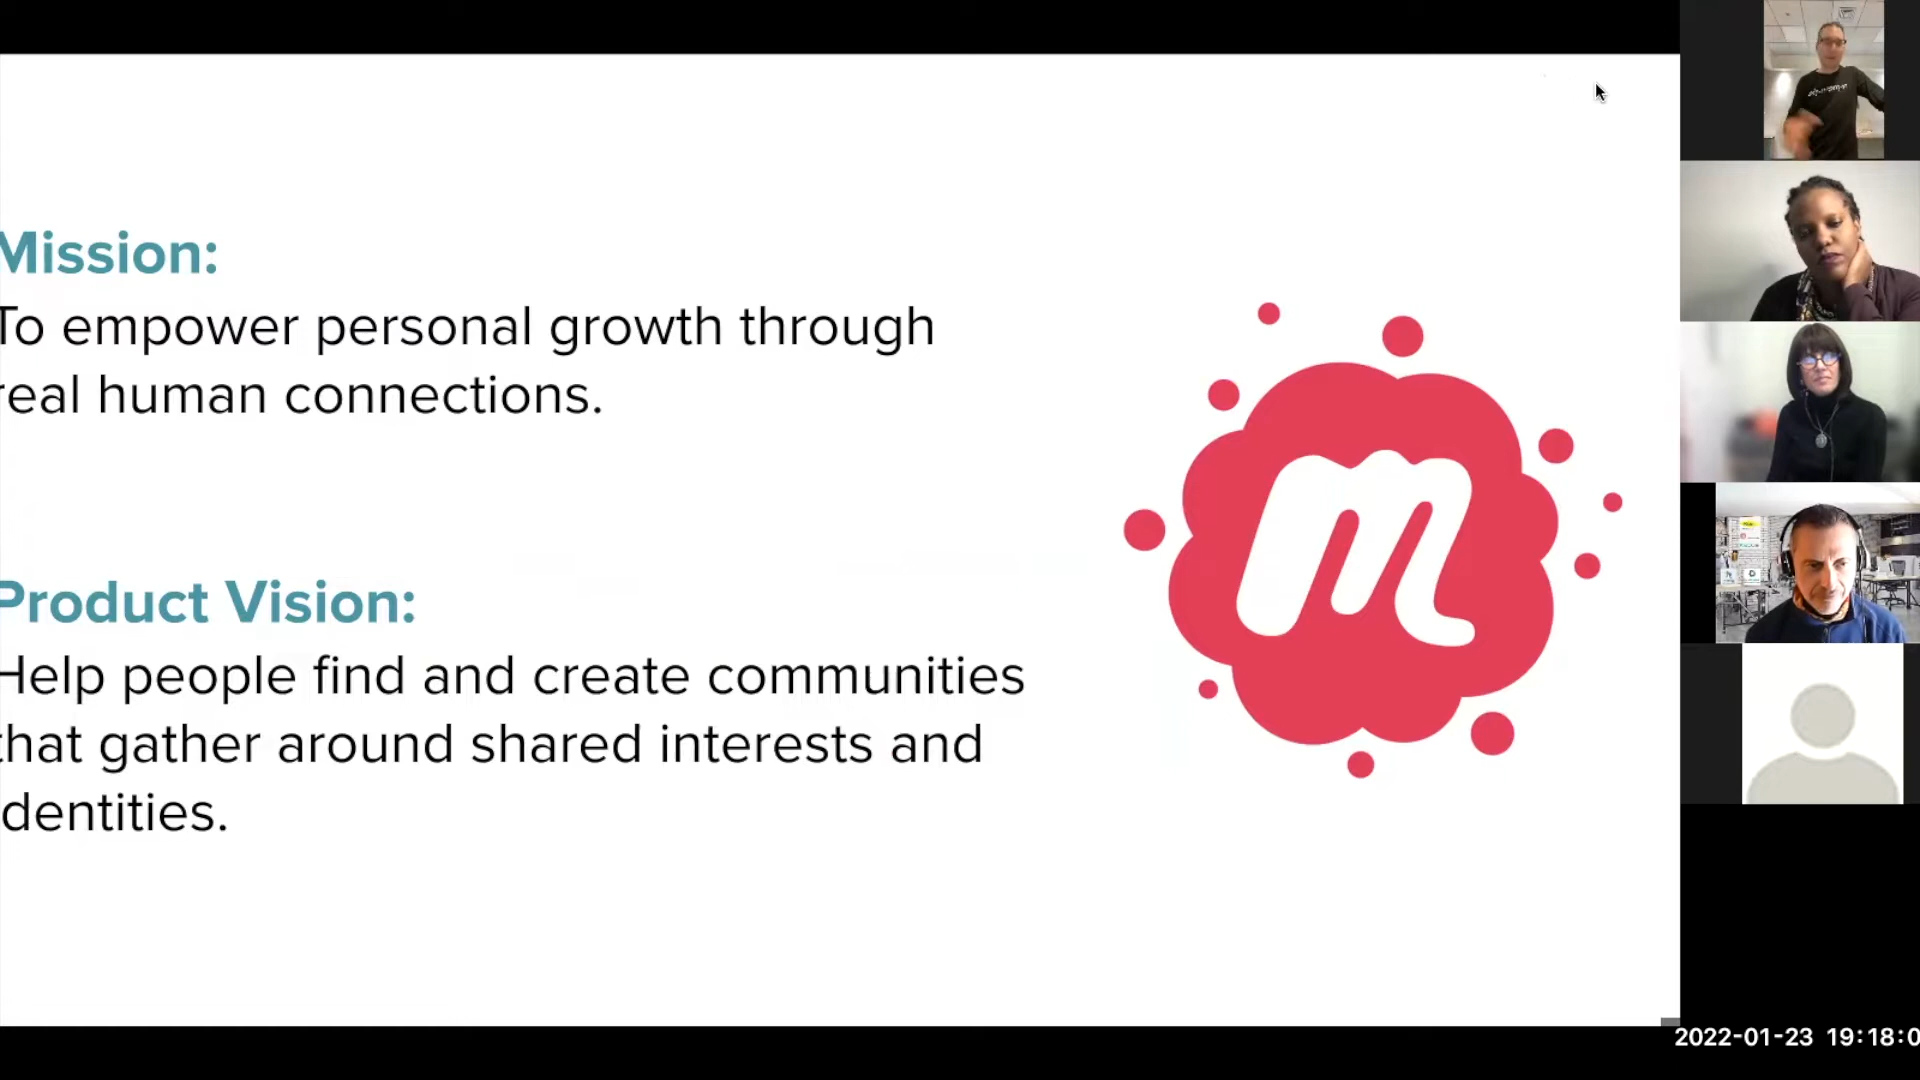 Mission:
To empower personal growth through
real human connections.
Product Vision:
Help people find and create communities
that gather around shared interests and
identities.
m
2022-01-23 19:18:0